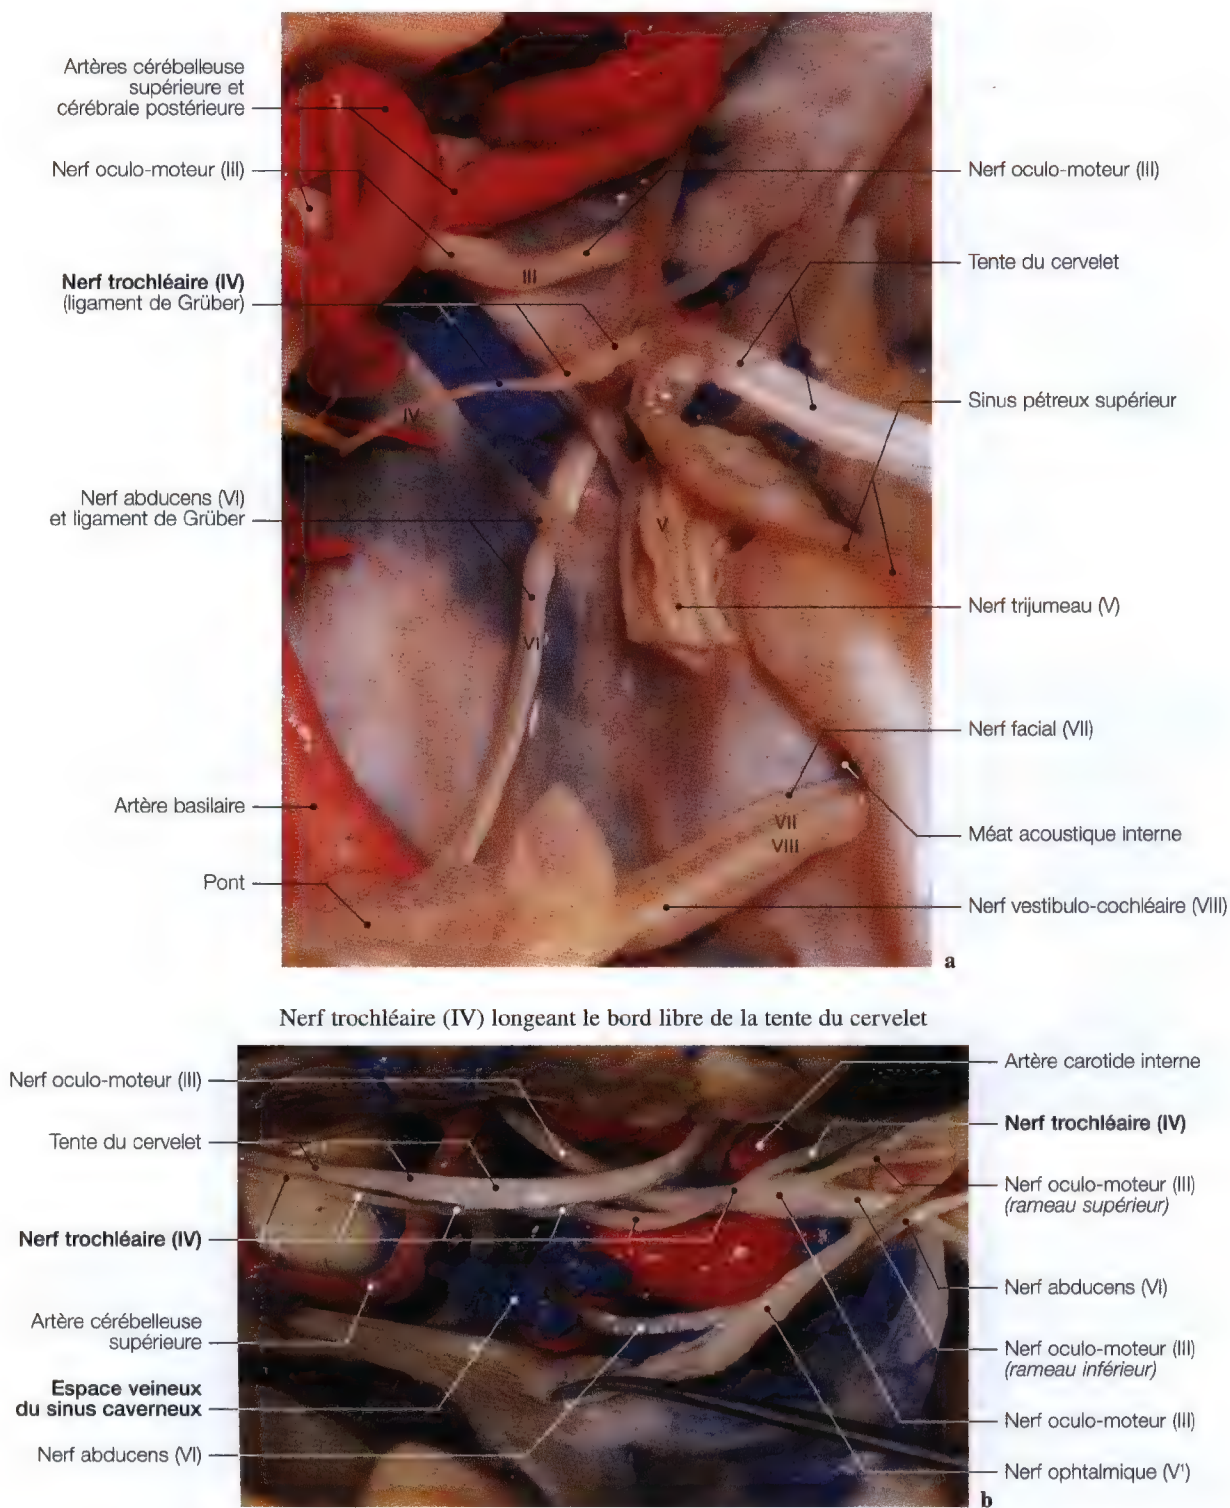 Artères cérébelleuse
supérieure et
cérébrale postérieure
Nerf oculo-moteur (III)
Nerf trochléaire (IV)
(ligament de Grüber)
Nerf abducens (VI)
et ligament de Grüber
Artère basilaire
Pont
III
IV
V
VI
VII
VIII
Nerf oculo-moteur (III)
Tente du cervelet
Sinus pétreux supérieur
Nerf trijumeau (V)
Nerf facial (VII)
Méat acoustique interne
Nerf vestibulo-cochléaire (VIII)
a
Nerf trochléaire (IV) longeant le bord libre de la tente du cervelet
Nerf oculo-moteur (III)
Tente du cervelet
Nerf trochléaire (IV)
Artère cérébelleuse
supérieure
Espace veineux
du sinus caverneux
Nerf abducens (VI)
Artère carotide interne
Nerf trochléaire (IV)
Nerf oculo-moteur (III)
(rameau supérieur)
Nerf abducens (VI)
Nerf oculo-moteur (III)
(rameau inférieur)
Nerf oculo-moteur (III)
Nerf ophtalmique (V¹)
b